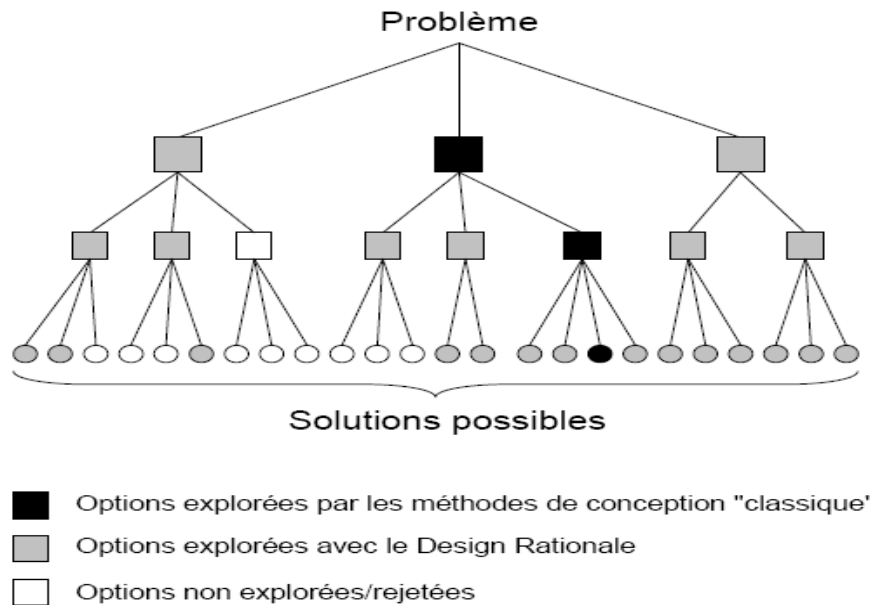 Problème
Solutions possibles
Options explorées par les méthodes de conception "classique'
Options explorées avec le Design Rationale
Options non explorées/rejetées